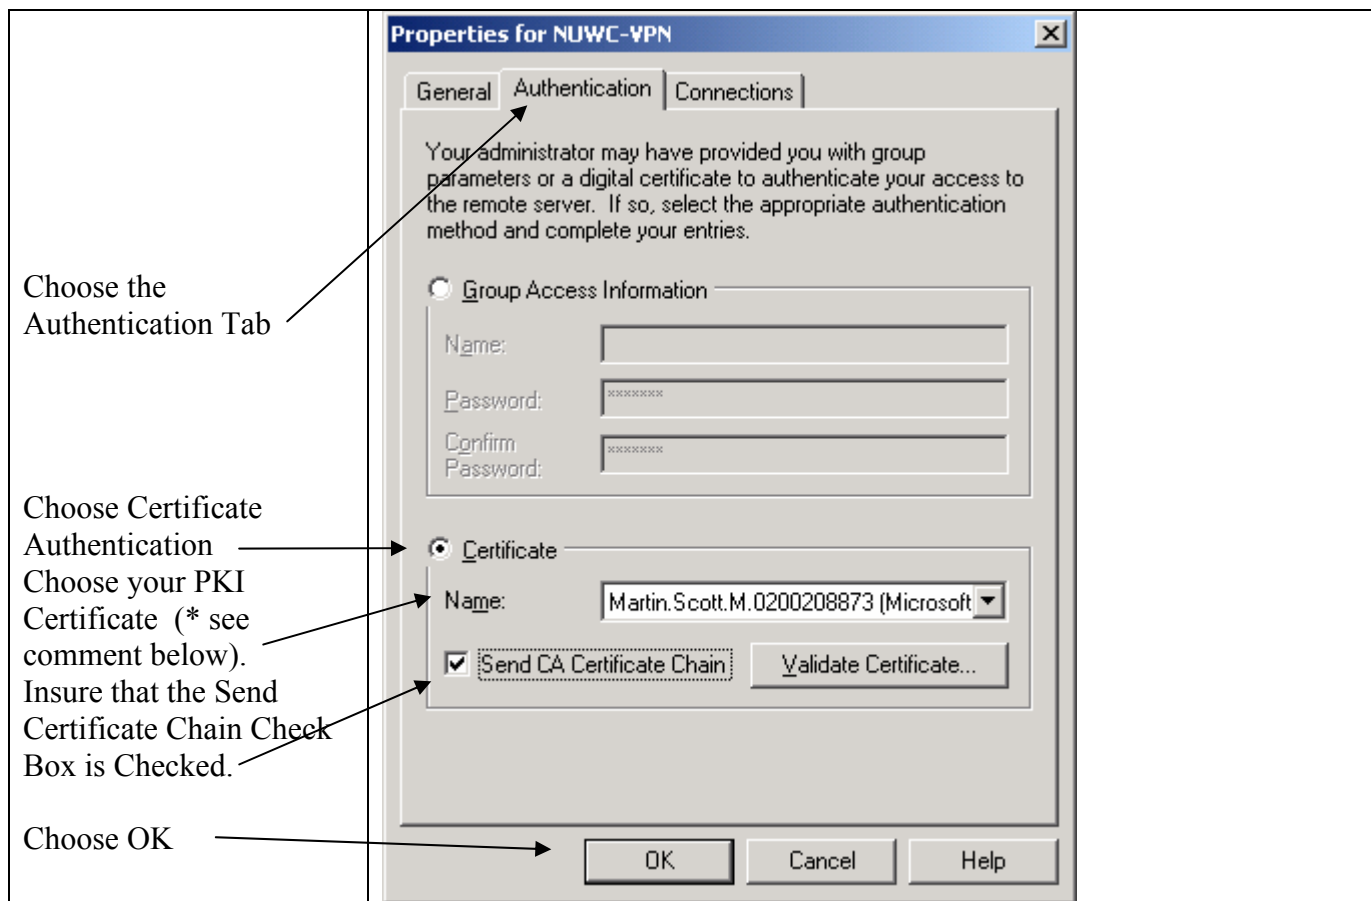 Choose the
Authentication Tab
Choose Certificate
Authentication
Choose your PKI
Certificate  (* see
comment below).
Insure that the Send
Certificate Chain Check
Box is Checked.
Choose OK
Properties for NUWC-VPN
General
Authentication
Connections
Your administrator may have provided you with group
parameters or a digital certificate to authenticate your access to
the remote server.  If so, select the appropriate authentication
method and complete your entries.
Group Access Information
Name:
Password:
*******
Confirm
Password:
*******
Certificate
Name:
Martin.Scott.M.0200208873 (Microsoft
Send CA Certificate Chain
Validate Certificate...
OK
Cancel
Help